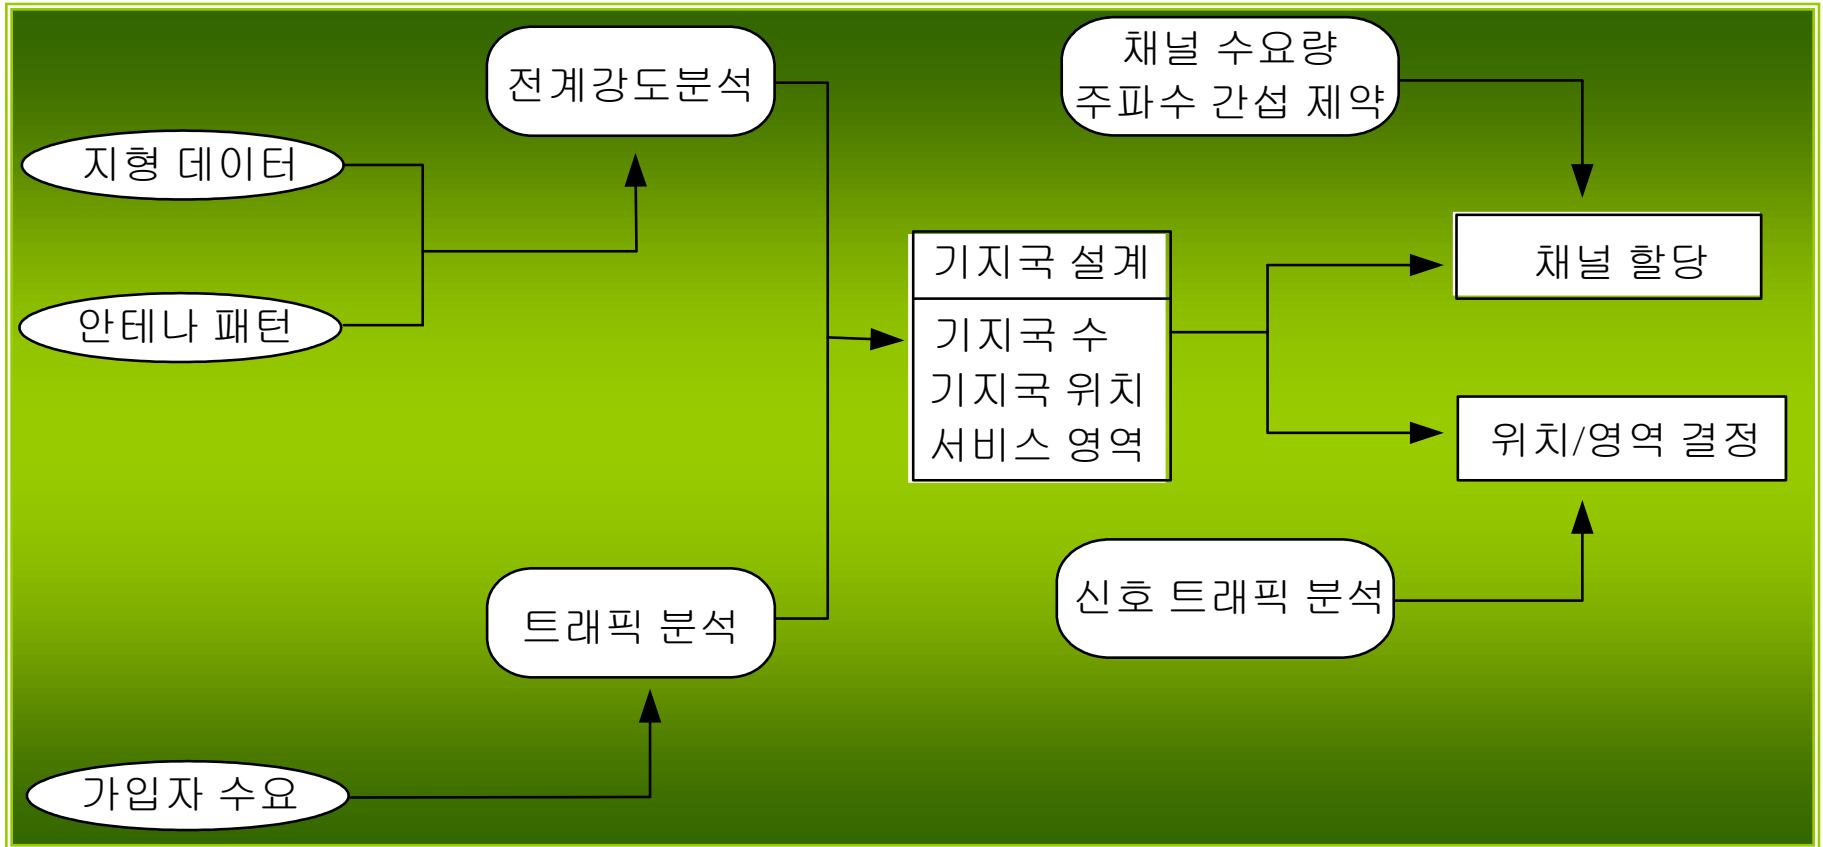 전계강도분석
채널 수요량
주파수 간섭 제약
지형 데이터
안테나 패턴
기지국 설계
기지국 수
기지국 위치
서비스 영역
채널 할당
위치/영역 결정
트래픽 분석
신호 트래픽 분석
가입자 수요